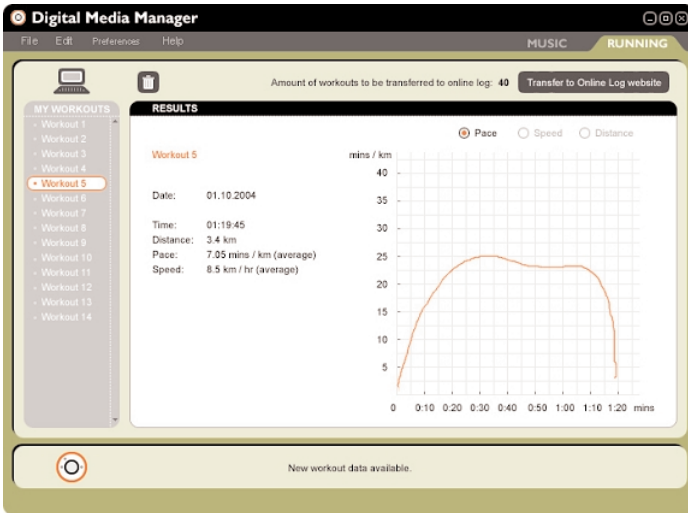 Digital Media Manager
File Edit Preferences Help
MUSIC RUNNING
Amount of workouts to be transferred to online log: 40 Transfer to Online Log website
MY WORKOUTS
Workout 1
Workout 2
Workout 3
Workout 4
Workout 5
Workout 6
Workout 7
Workout 8
Workout 9
Workout 10
Workout 11
Workout 12
Workout 13
Workout 14
RESULTS
Pace Speed Distance
Workout 5
Date: 01.10.2004
Time: 01:19:45
Distance: 3.4 km
Pace: 7.05 mins / km (average)
Speed: 8.5 km / hr (average)
mins / km
40
35
30
25
20
15
10
5
0 0:10 0:20 0:30 0:40 0:50 1:00 1:10 1:20 mins
New workout data available.